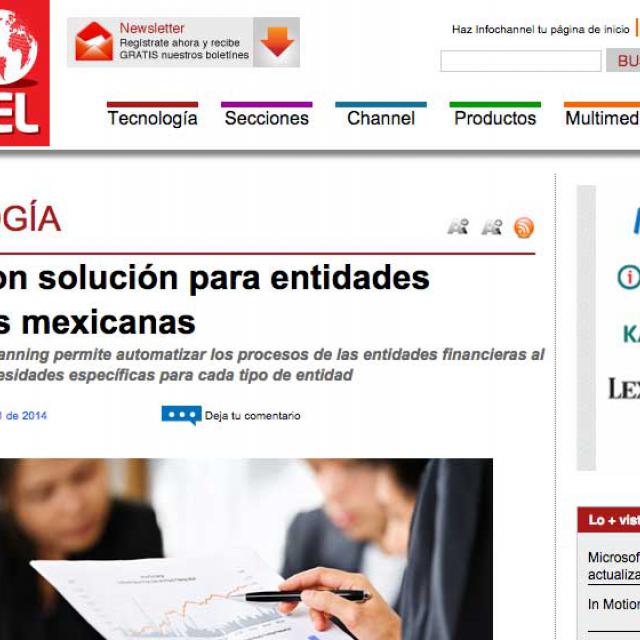 Newsletter
Regístrate ahora y recibe
GRATIS nuestros boletines
Haz Infochannel tu página de inicio
BU
EL
Tecnología
Secciones
Channel
Productos
Multimed
OGÍA
on solución para entidades
s mexicanas
anning permite automatizar los procesos de las entidades financieras al
esidades específicas para cada tipo de entidad
de 2014
Deja tu comentario
KA
LEX
Lo + vist
Microsof
actualiza
In Motion